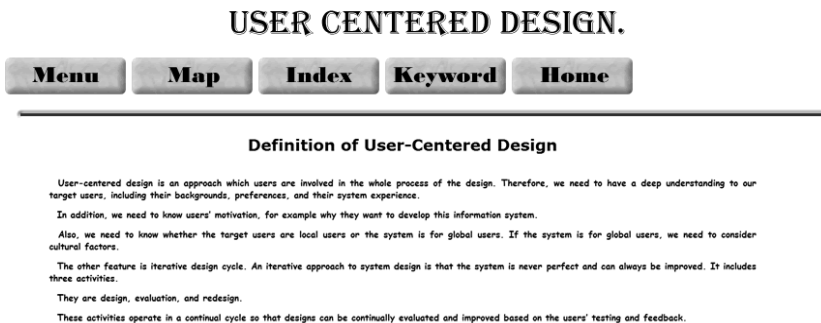 USER CENTERED DESIGN.
Menu Map Index Keyword Home
Definition of User-Centered Design
User-centered design is an approach which users are involved in the whole process of the design. Therefore, we need to have a deep understanding to our
target users, including their backgrounds, preferences, and their system experience.
In addition, we need to know users' motivation, for example why they want to develop this information system.
Also, we need to know whether the target users are local users or the system is for global users. If the system is for global users, we need to consider
cultural factors.
The other feature is iterative design cycle. An iterative approach to system design is that the system is never perfect and can always be improved. It includes
three activities.
They are design, evaluation, and redesign.
These activities operate in a continual cycle so that designs can be continually evaluated and improved based on the users' testing and feedback.